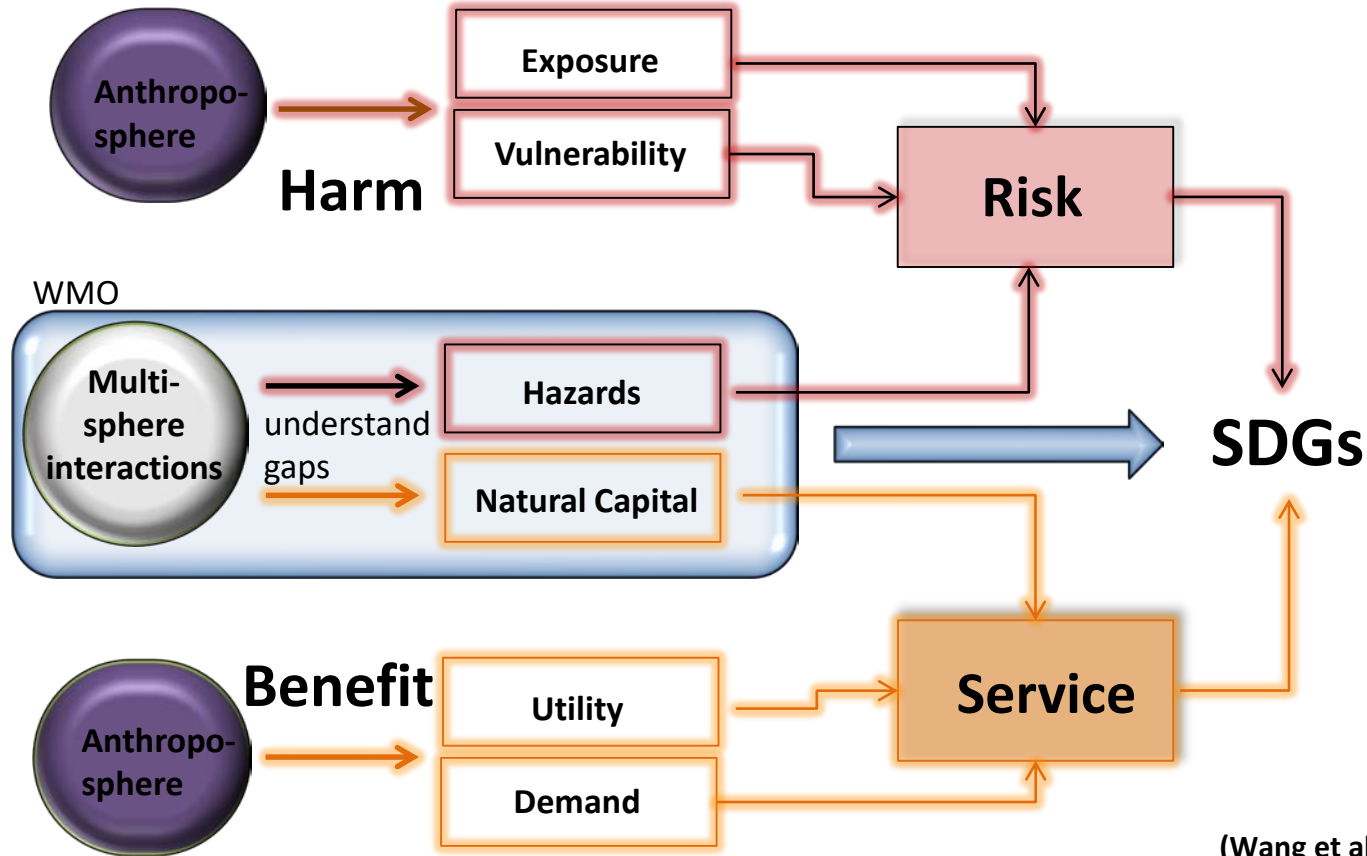 Anthropo-
sphere
Harm
Exposure
Vulnerability
Risk
WMO
Multi-
sphere
interactions
understand
gaps
Hazards
Natural Capital
SDGs
Anthropo-
sphere
Benefit
Utility
Demand
Service
(Wang et al